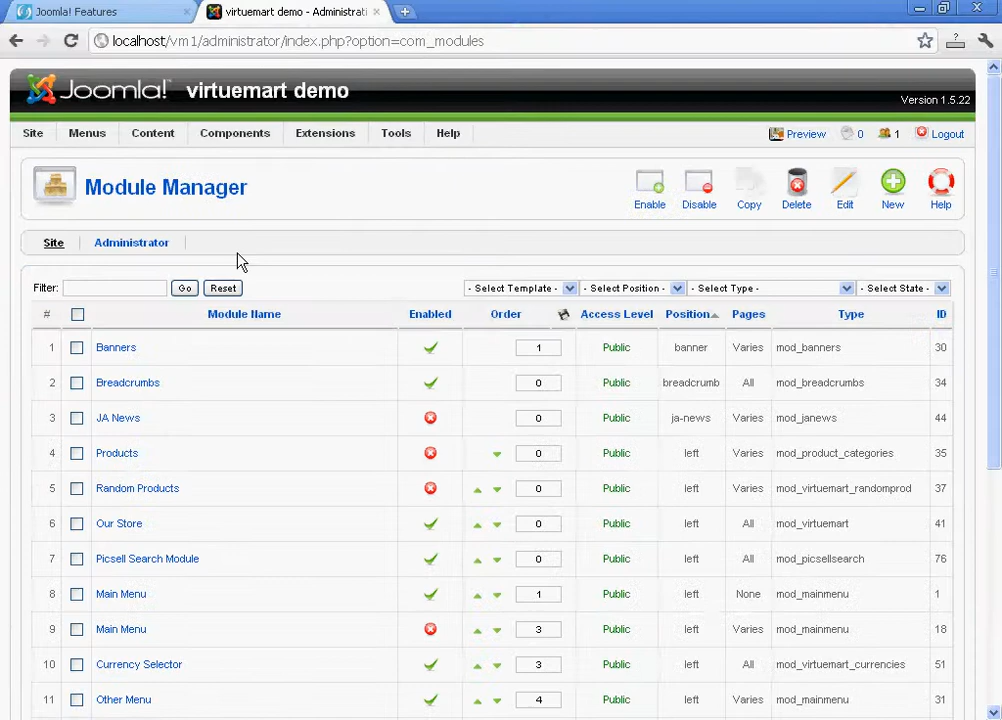 Joomla! Features
virtuemart demo - Administrati
localhost/vm1/administrator/index.php?option=com_modules
Joomla! virtuemart demo
Version 1.5.22
Site Menus Content Components Extensions Tools Help Preview 0 1 Logout
Module Manager
Enable Disable Copy Delete Edit New Help
Site Administrator
Filter: Go Reset - Select Template - - Select Position - - Select Type - - Select State -
# Module Name Enabled Order Access Level Position Pages Type ID
1 Banners 1 Public banner Varies mod_banners 30
2 Breadcrumbs 0 Public breadcrumb All mod_breadcrumbs 34
3 JA News 0 Public ja-news Varies mod_janews 44
4 Products 0 Public left Varies mod_product_categories 35
5 Random Products 0 Public left Varies mod_virtuemart_randomprod 37
6 Our Store 0 Public left All mod_virtuemart 41
7 Picsell Search Module 0 Public left All mod_picsellsearch 76
8 Main Menu 1 Public left None mod_mainmenu 1
9 Main Menu 3 Public left Varies mod_mainmenu 18
10 Currency Selector 3 Public left All mod_virtuemart_currencies 51
11 Other Menu 4 Public left Varies mod_mainmenu 31